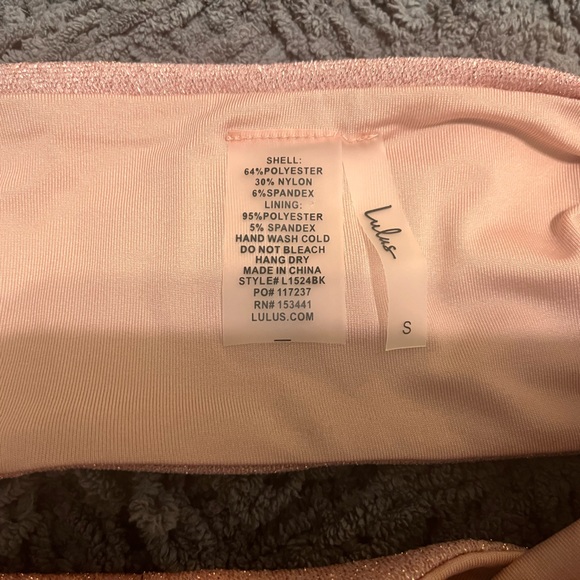 SHELL:
64%POLYESTER
30% NYLON
6%SPANDEX
LINING:
95%POLYESTER
5% SPANDEX
HAND WASH COLD
DO NOT BLEACH
HANG DRY
MADE IN CHINA
STYLE# L1524BK
PO# 117237
RN# 153441
LULUS.COM
Lulus
S